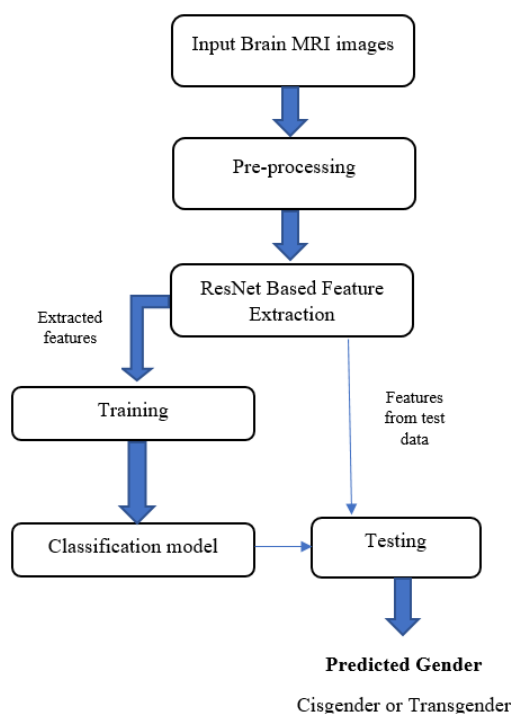 Input Brain MRI images
Pre-processing
ResNet Based Feature
Extraction
Extracted
features
Training
Features
from test
data
Classification model
Testing
Predicted Gender
Cisgender or Transgender